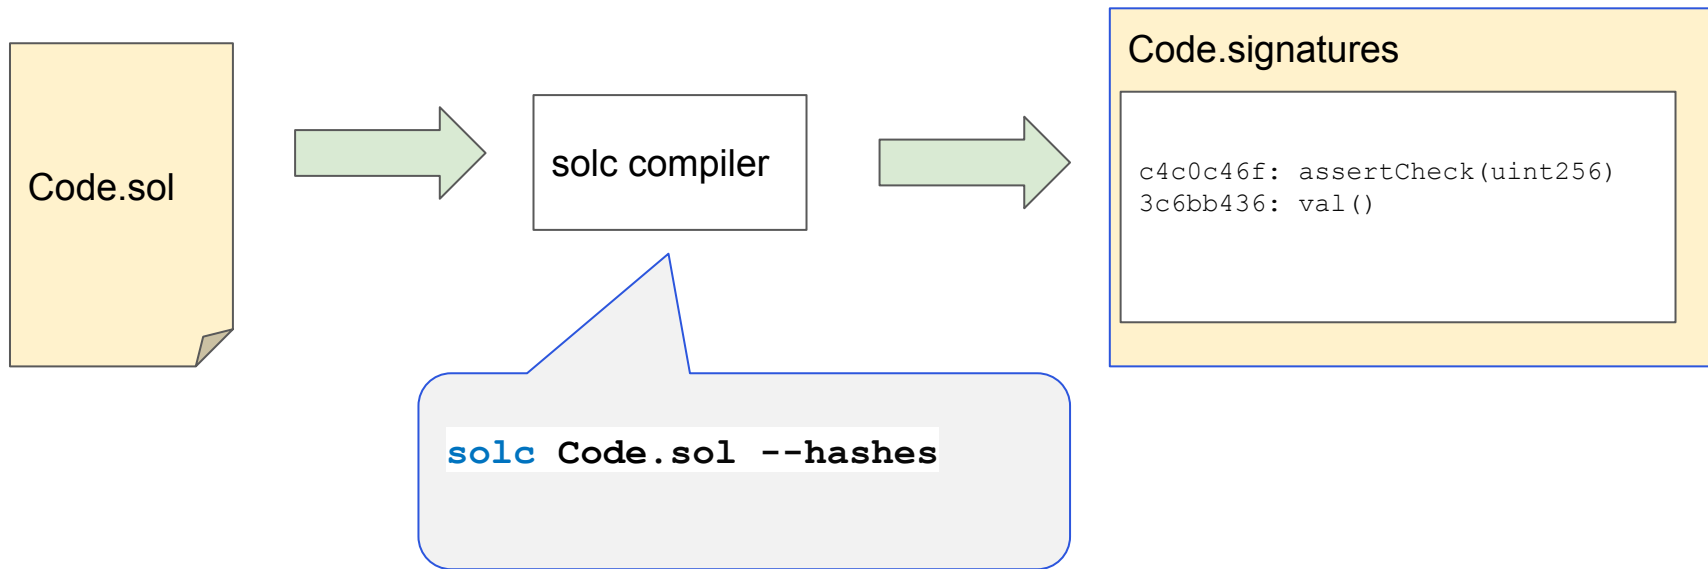 Code.sol
solc compiler
solc Code.sol --hashes
Code.signatures
c4c0c46f: assertCheck(uint256)
3c6bb436: val()